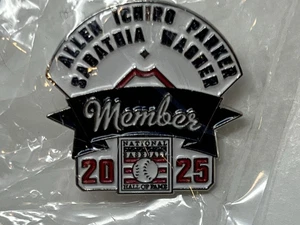 ALLEN ICHIRO PARKER
SABATHIA WAGNER
Member
20 25
NATIONAL
BASEBALL
HALL OF FAME